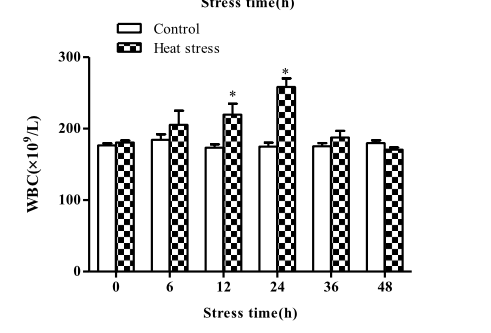 Stress time(h)
Control
Heat stress
300
200
100
0
WBC(×10⁹/L)
*
*
0 6 12 24 36 48
Stress time(h)